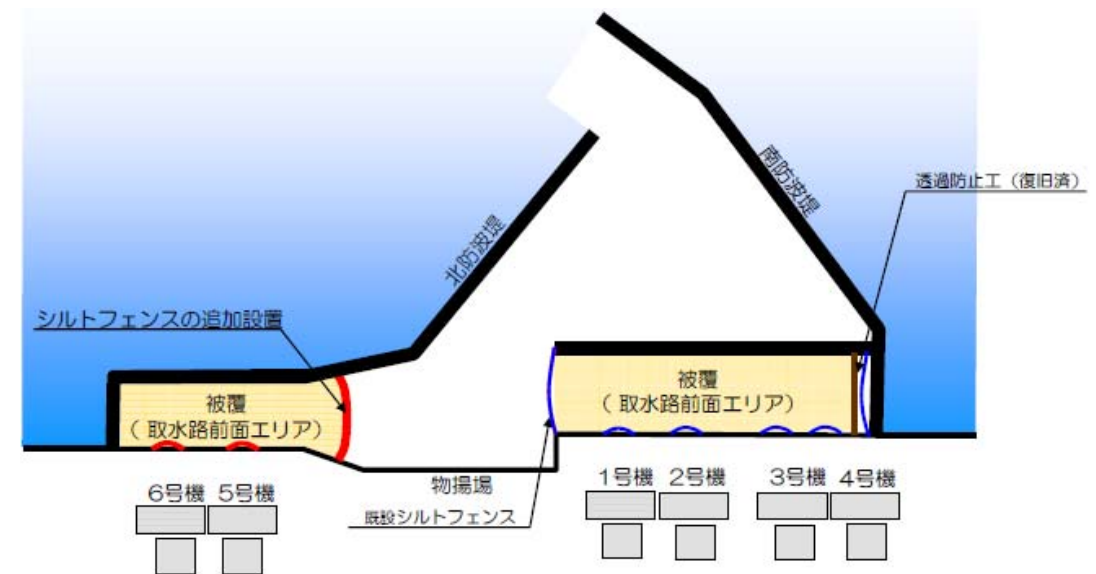 南防波堤
透過防止工（復旧済）
北防波堤
シルトフェンスの追加設置
被覆
（取水路前面エリア）
被覆
（取水路前面エリア）
6号機
5号機
物揚場
既設シルトフェンス
1号機
2号機
3号機
4号機